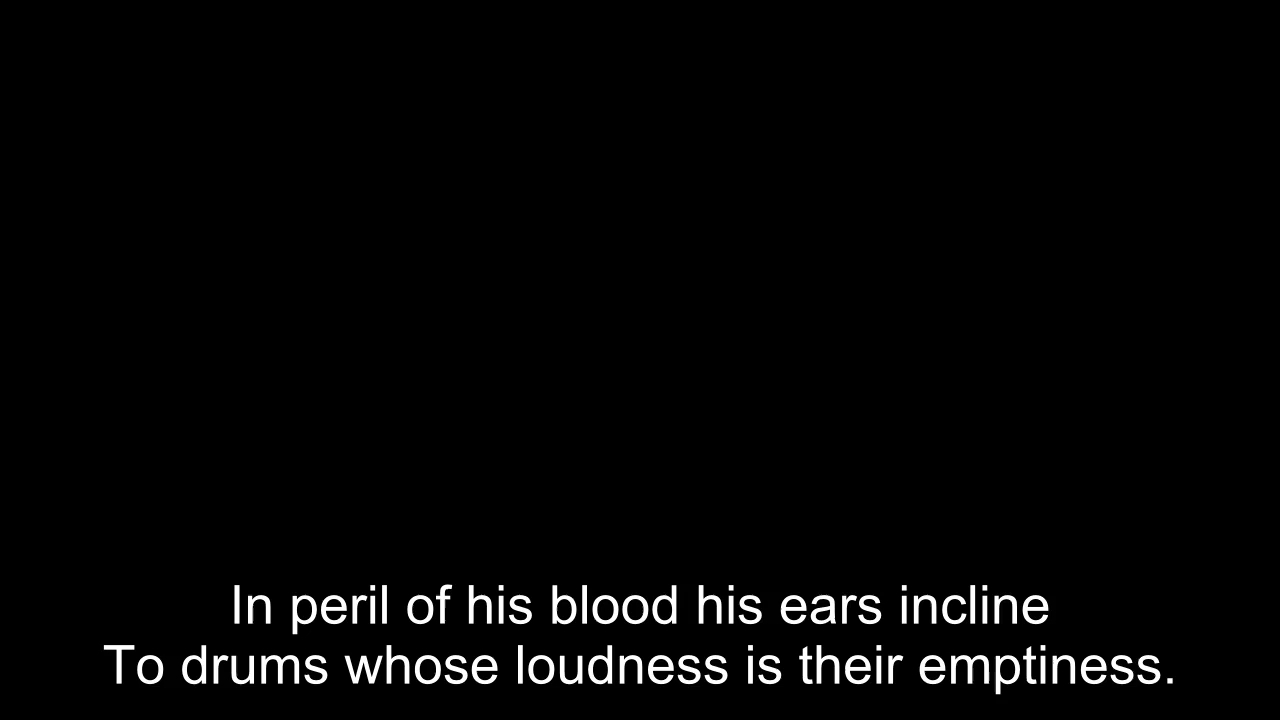 In peril of his blood his ears incline
To drums whose loudness is their emptiness.